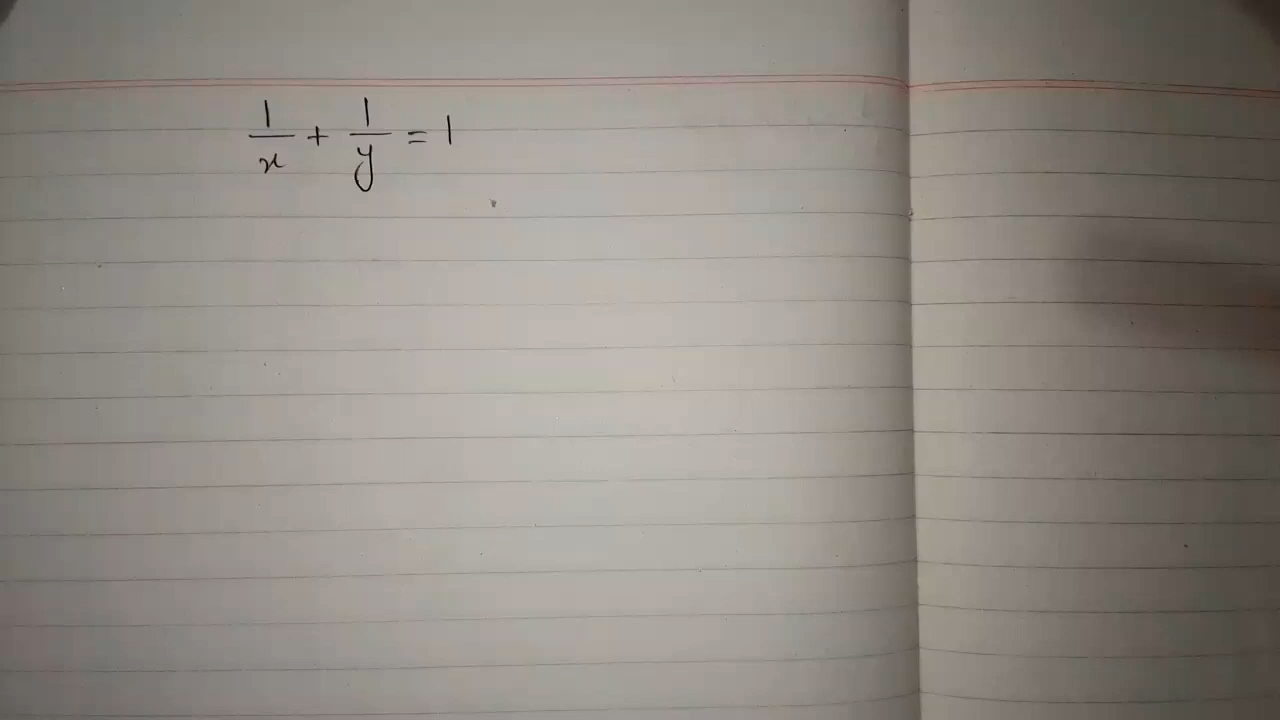 1/x + 1/y = 1